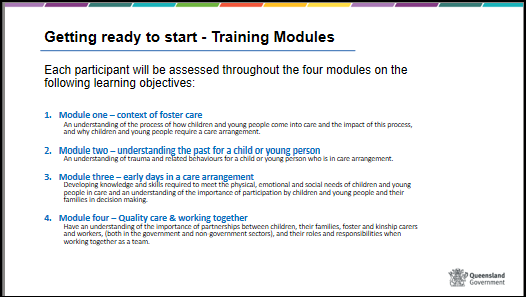 Getting ready to start - Training Modules
Each participant will be assessed throughout the four modules on the
following learning objectives:
1. Module one – context of foster care
An understanding of the process of how children and young people come into care and the impact of this process,
and why children and young people require a care arrangement.
2. Module two – understanding the past for a child or young person
An understanding of trauma and related behaviours for a child or young person who is in care arrangement.
3. Module three – early days in a care arrangement
Developing knowledge and skills required to meet the physical, emotional and social needs of children and young
people in care and an understanding of the importance of participation by children and young people and their
families in decision making.
4. Module four – Quality care & working together
Have an understanding of the importance of partnerships between children, their families, foster and kinship carers
and workers, (both in the government and non-government sectors), and their roles and responsibilities when
working together as a team.
Queensland
Government